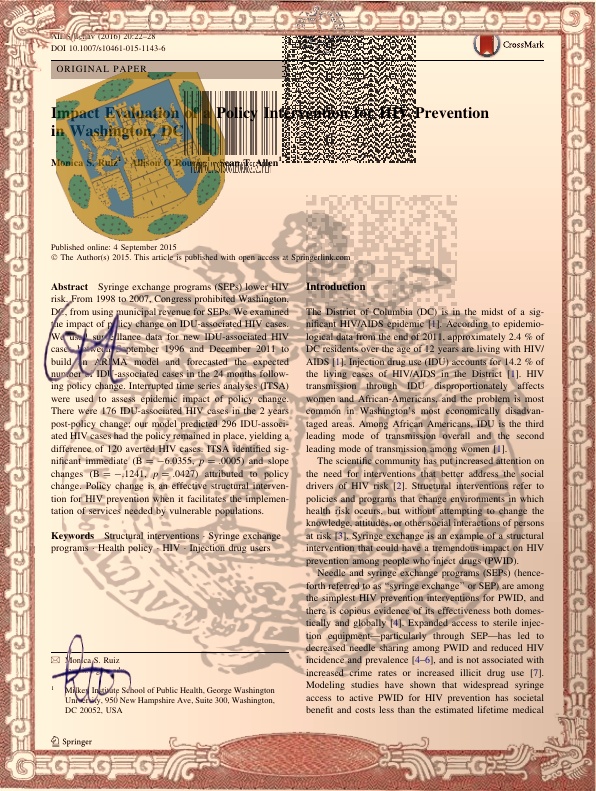 (2016) 20:22–28
DOI 10.1007/s10461-015-1143-6
CrossMark
ORIGINAL PAPER
Impact Evaluation of a Policy Intervention for HIV Prevention
in Washington, DC
Monica S. Ruiz1 · Allison O'Rourke · Sean T. Allen
Published online: 4 September 2015
© The Author(s) 2015. This article is published with open access at Springerlink.com
Abstract Syringe exchange programs (SEPs) lower HIV
risk. From 1998 to 2007, Congress prohibited Washington,
DC, from using municipal revenue for SEPs. We examined
the impact of policy change on IDU-associated HIV cases.
We used surveillance data for new IDU-associated HIV
cases between September 1996 and December 2011 to
build an ARIMA model and forecasted the expected
number of IDU-associated cases in the 24 months follow-
ing policy change. Interrupted time series analyses (ITSA)
were used to assess epidemic impact of policy change.
There were 176 IDU-associated HIV cases in the 2 years
post-policy change; our model predicted 296 IDU-associ-
ated HIV cases had the policy remained in place, yielding a
difference of 120 averted HIV cases. ITSA identified sig-
nificant immediate (B = −6.0355, p = .0005) and slope
changes (B = −.1241, p = .0427) attributed to policy
change. Policy change is an effective structural interven-
tion for HIV prevention when it facilitates the implemen-
tation of services needed by vulnerable populations.
Keywords Structural interventions · Syringe exchange
programs · Health policy · HIV · Injection drug users
Monica S. Ruiz
1 Milken Institute School of Public Health, George Washington
University, 950 New Hampshire Ave, Suite 300, Washington,
DC 20052, USA
Introduction
The District of Columbia (DC) is in the midst of a sig-
nificant HIV/AIDS epidemic [1]. According to epidemio-
logical data from the end of 2011, approximately 2.4 % of
DC residents over the age of 12 years are living with HIV/
AIDS [1]. Injection drug use (IDU) accounts for 14.2 % of
the living cases of HIV/AIDS in the District [1]. HIV
transmission through IDU disproportionately affects
women and African-Americans, and the problem is most
common in Washington's most economically disadvan-
taged areas. Among African Americans, IDU is the third
leading mode of transmission overall and the second
leading mode of transmission among women [1].
The scientific community has put increased attention on
the need for interventions that better address the social
drivers of HIV risk [2]. Structural interventions refer to
policies and programs that change environments in which
health risk occurs, but without attempting to change the
knowledge, attitudes, or other social interactions of persons
at risk [3]. Syringe exchange is an example of a structural
intervention that could have a tremendous impact on HIV
prevention among people who inject drugs (PWID).
Needle and syringe exchange programs (SEPs) (hence-
forth referred to as "syringe exchange" or SEP) are among
the simplest HIV prevention interventions for PWID, and
there is copious evidence of its effectiveness both domes-
tically and globally [4]. Expanded access to sterile injec-
tion equipment—particularly through SEP—has led to
decreased needle sharing among PWID and reduced HIV
incidence and prevalence [4–6], and is not associated with
increased crime rates or increased illicit drug use [7].
Modeling studies have shown that widespread syringe
access to active PWID for HIV prevention has societal
benefit and costs less than the estimated lifetime medical
Springer